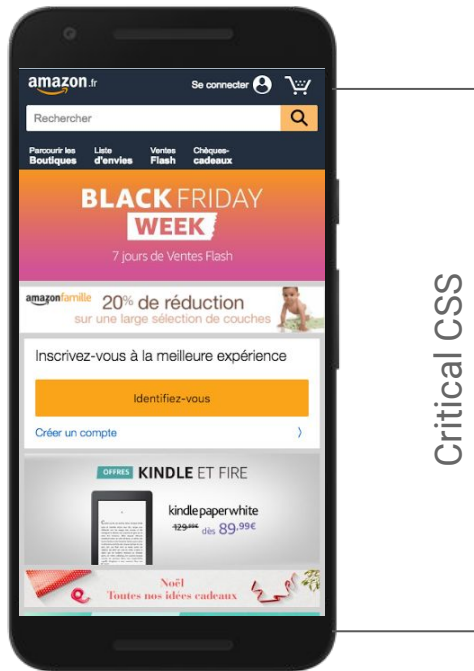 amazon.fr
Se connecter
Rechercher
Parcourir les Boutiques
Liste d'envies
Ventes Flash
Chèques-cadeaux
BLACK FRIDAY
WEEK
7 jours de Ventes Flash
amazonfamille
20% de réduction
sur une large sélection de couches
Inscrivez-vous à la meilleure expérience
Identifiez-vous
Créer un compte
OFFRES KINDLE ET FIRE
kindle paperwhite
129,99€ dès 89,99€
Noël
Toutes nos idées cadeaux
Critical CSS